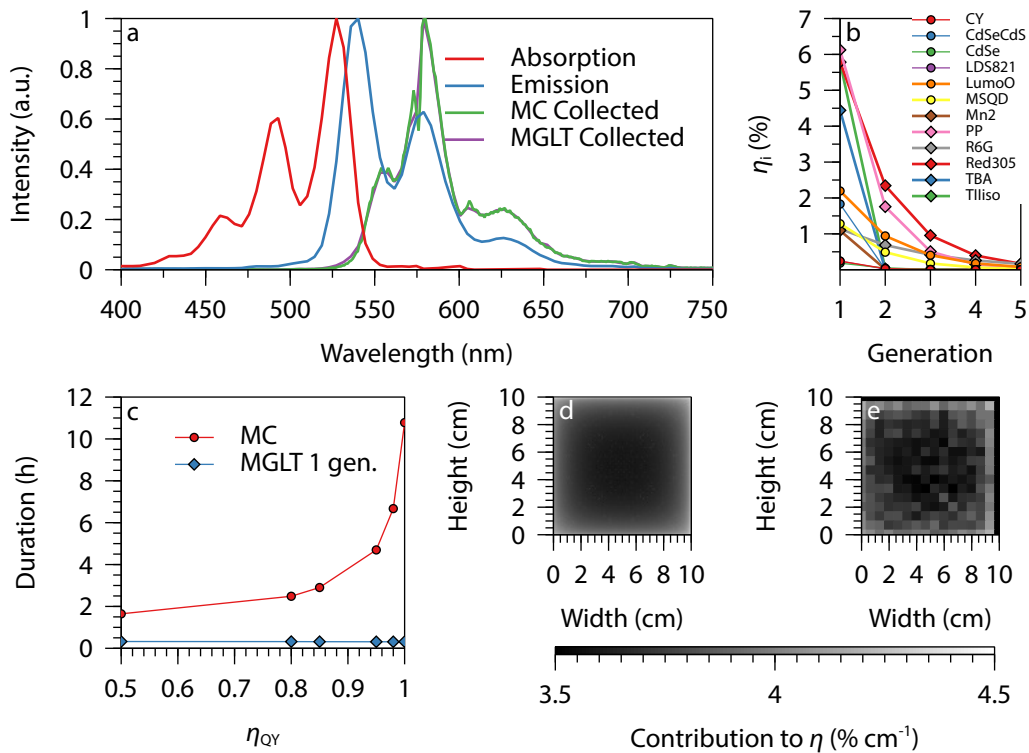 a
Intensity (a.u.)
1
0.8
0.6
0.4
0.2
0
Absorption
Emission
MC Collected
MGLT Collected
400 450 500 550 600 650 700 750
Wavelength (nm)
b
ηi (%)
7
6
5
4
3
2
1
CY
CdSeCdS
CdSe
LDS821
LumoO
MSQD
Mn2
PP
R6G
Red305
TBA
TIliso
1 2 3 4 5
Generation
c
Duration (h)
12
10
8
6
4
2
0
MC
MGLT 1 gen.
0.5 0.6 0.7 0.8 0.9 1
ηQY
d
Height (cm)
10
8
6
4
2
0
0 2 4 6 8 10
Width (cm)
e
Height (cm)
10
8
6
4
2
0
0 2 4 6 8 10
Width (cm)
3.5 4 4.5
Contribution to η (% cm⁻¹)